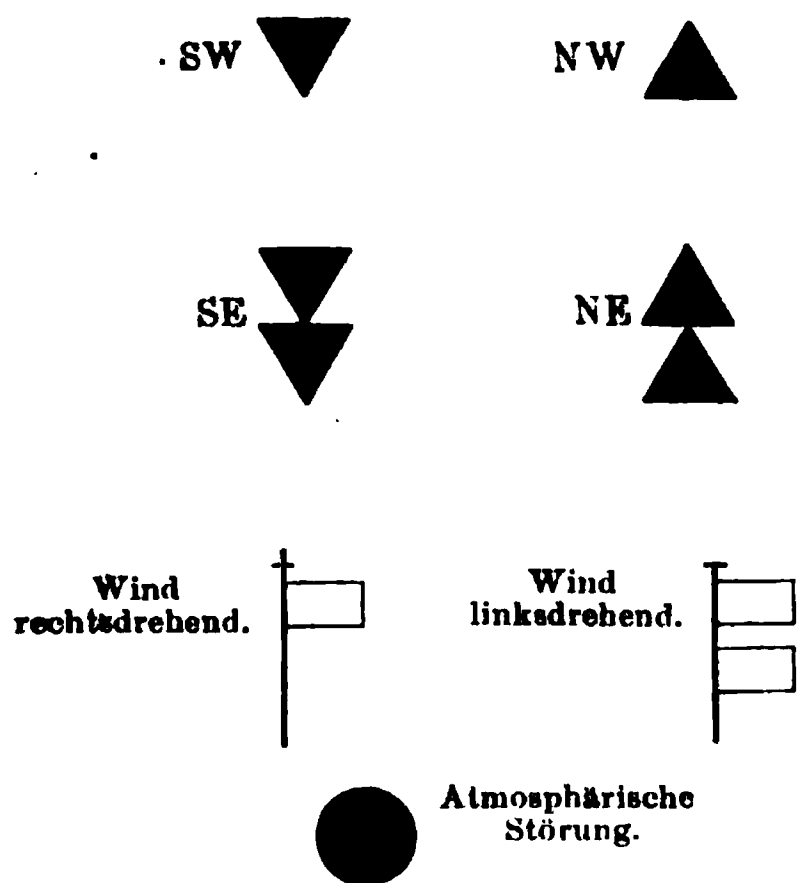 SW
NW
SE
NE
Wind
rechtsdrehend.
Wind
linksdrehend.
Atmosphärische
Störung.